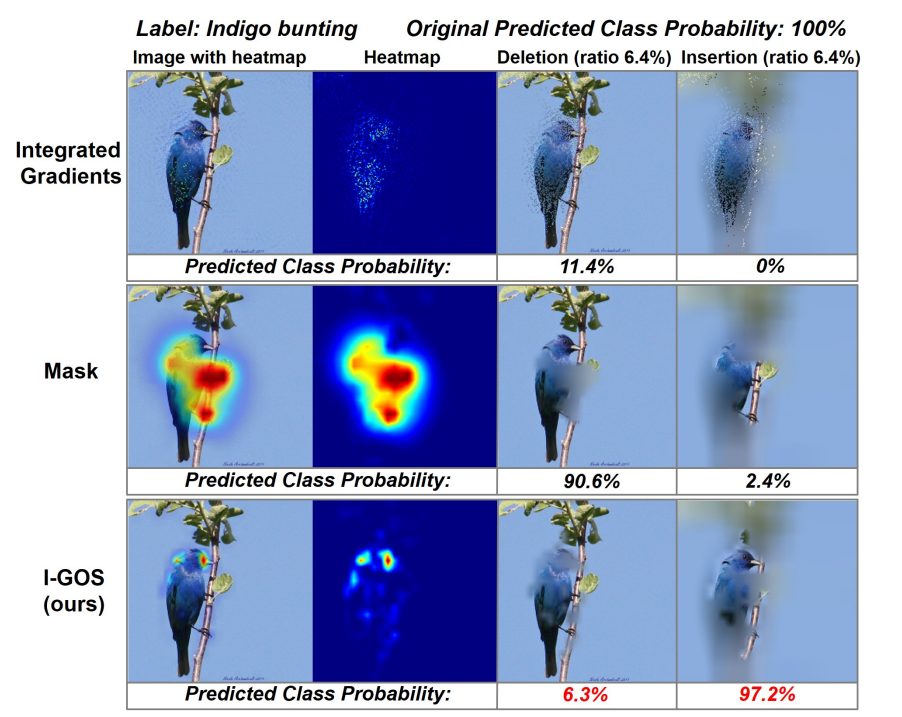 Label: Indigo bunting Original Predicted Class Probability: 100%
Image with heatmap Heatmap Deletion (ratio 6.4%) Insertion (ratio 6.4%)
Integrated
Gradients
Predicted Class Probability: 11.4% 0%
Mask
Predicted Class Probability: 90.6% 2.4%
I-GOS
(ours)
Predicted Class Probability: 6.3% 97.2%